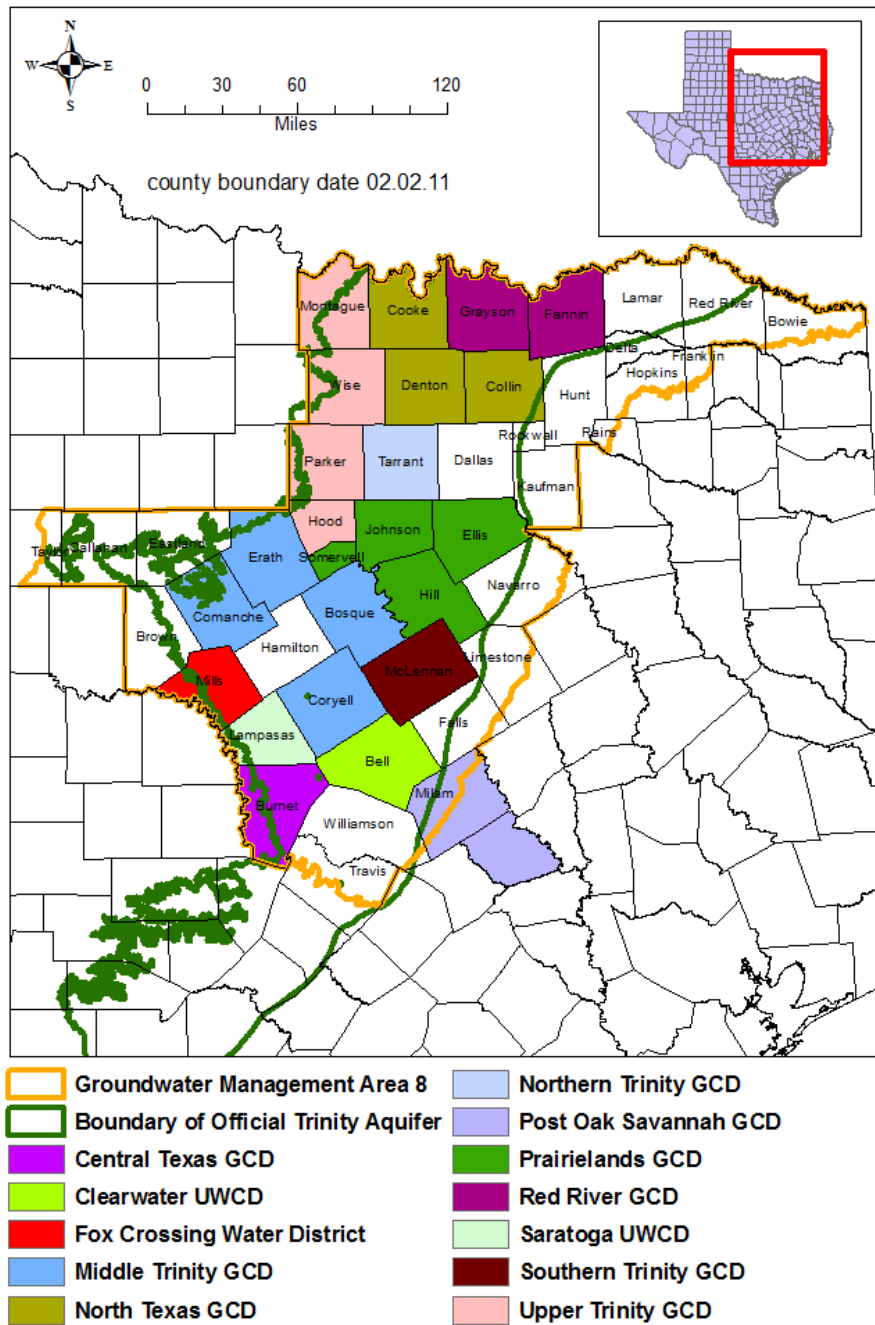 N
W E
S
0 30 60 120
Miles
county boundary date 02.02.11
Montague
Cooke
Grayson
Fannin
Lamar
Red River
Bowie
Delta
Franklin
Hopkins
Wise
Denton
Collin
Hunt
Rockwall
Rains
Parker
Tarrant
Dallas
Kaufman
Hood
Johnson
Ellis
Taylor
Callahan
Eastland
Erath
Somervell
Navarro
Comanche
Bosque
Hill
Brown
Hamilton
Limestone
McLennan
Mills
Coryell
Falls
Lampasas
Bell
Milam
Burnet
Williamson
Travis
Groundwater Management Area 8
Boundary of Official Trinity Aquifer
Central Texas GCD
Clearwater UWCD
Fox Crossing Water District
Middle Trinity GCD
North Texas GCD
Northern Trinity GCD
Post Oak Savannah GCD
Prairielands GCD
Red River GCD
Saratoga UWCD
Southern Trinity GCD
Upper Trinity GCD